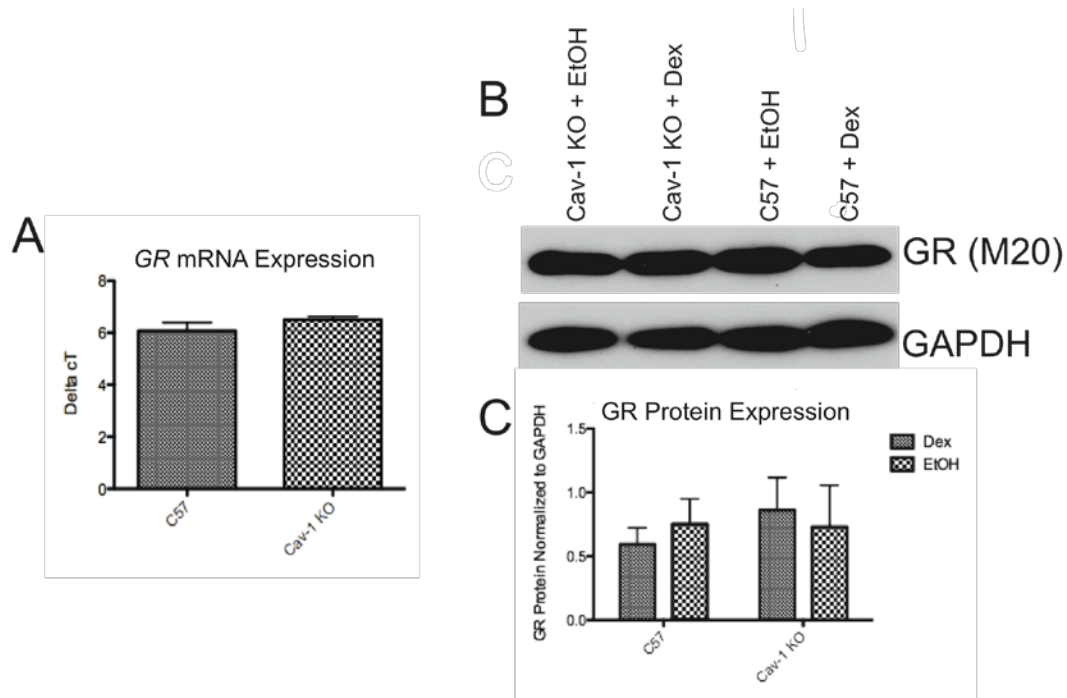 A
GR mRNA Expression
Delta cT
8
6
4
2
0
C57
Cav-1 KO
B
C
Cav-1 KO + EtOH
Cav-1 KO + Dex
C57 + EtOH
C57 + Dex
GR (M20)
GAPDH
C
GR Protein Expression
GR Protein Normalized to GAPDH
1.5
1.0
0.5
0.0
C57
Cav-1 KO
Dex
EtOH